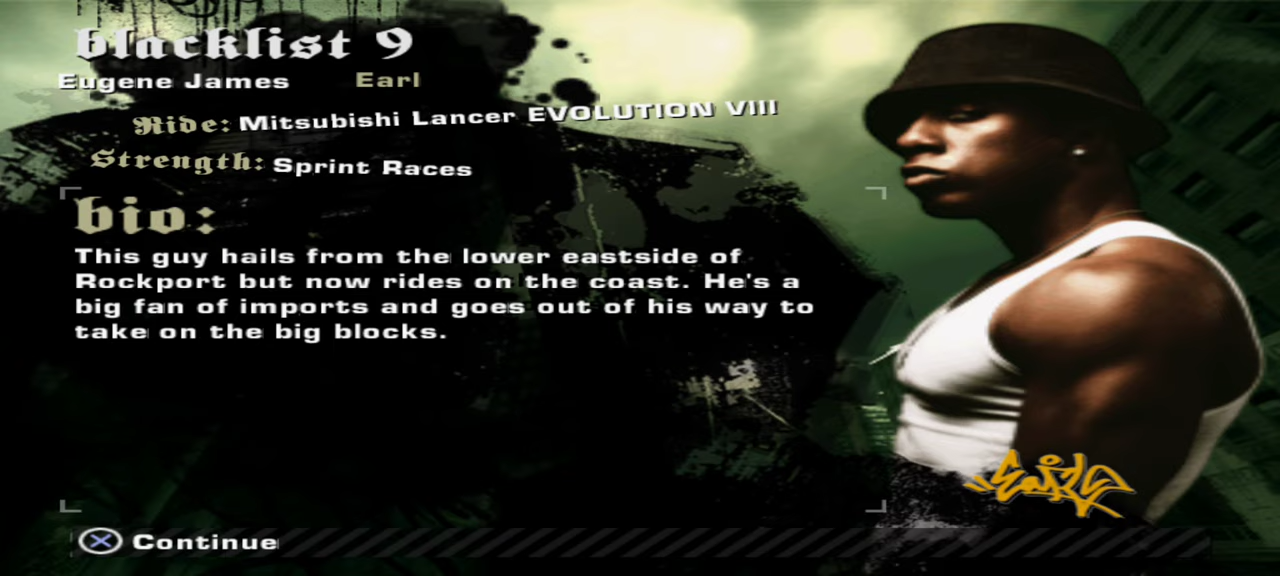 blacklist 9
Eugene James Earl
Ride: Mitsubishi Lancer EVOLUTION VIII
Strength: Sprint Races
bio:
This guy hails from the lower eastside of
Rockport but now rides on the coast. He's a
big fan of imports and goes out of his way to
take on the big blocks.
Earl
Continue